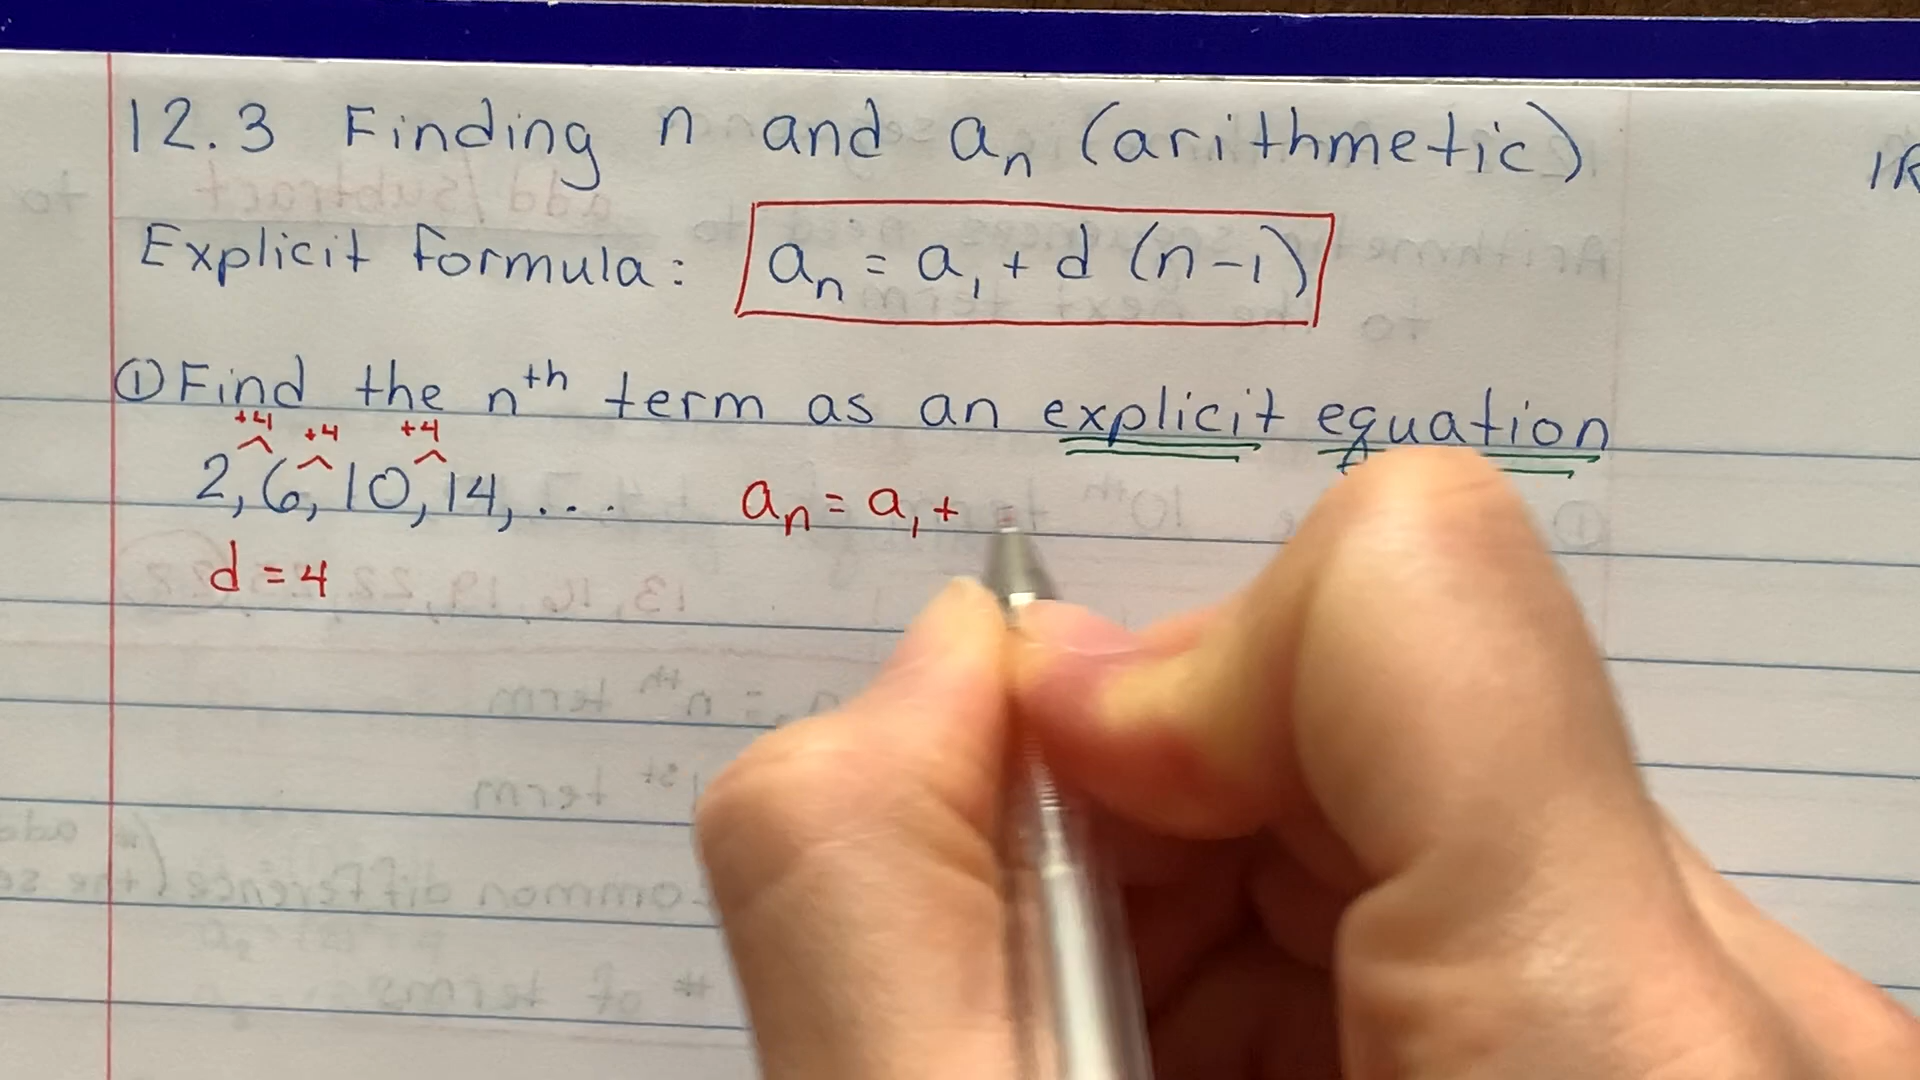 12.3 Finding n and aₙ (arithmetic)
1R
Explicit formula: aₙ = a₁ + d (n-1)
① Find the nᵗʰ term as an explicit equation
+4 +4 +4
2, 6, 10, 14, ... aₙ = a₁ +
d = 4